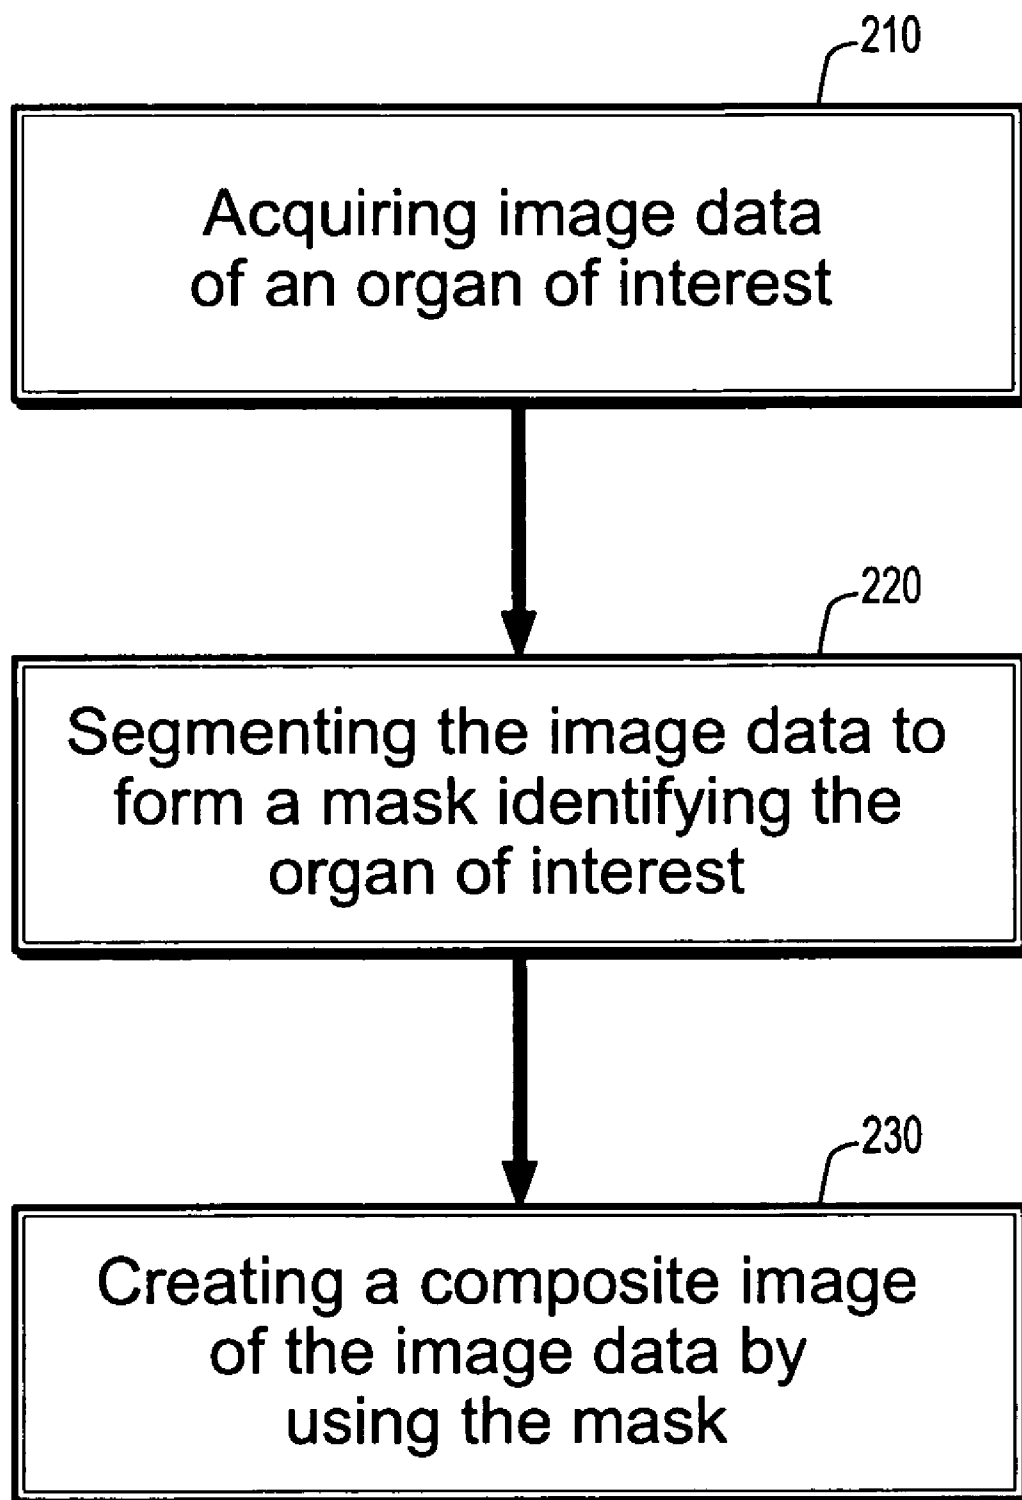 210
Acquiring image data
of an organ of interest
220
Segmenting the image data to
form a mask identifying the
organ of interest
230
Creating a composite image
of the image data by
using the mask